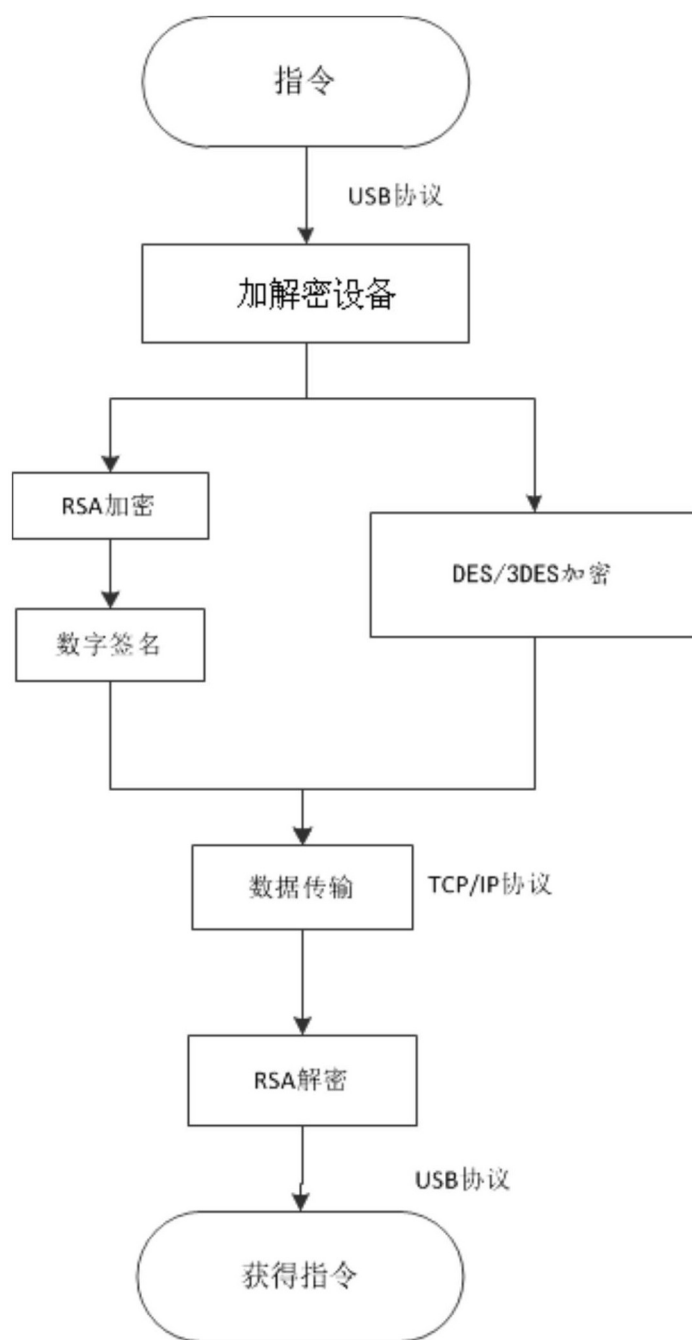 指令
USB协议
加解密设备
RSA加密
DES/3DES加密
数字签名
数据传输
TCP/IP协议
RSA解密
USB协议
获得指令